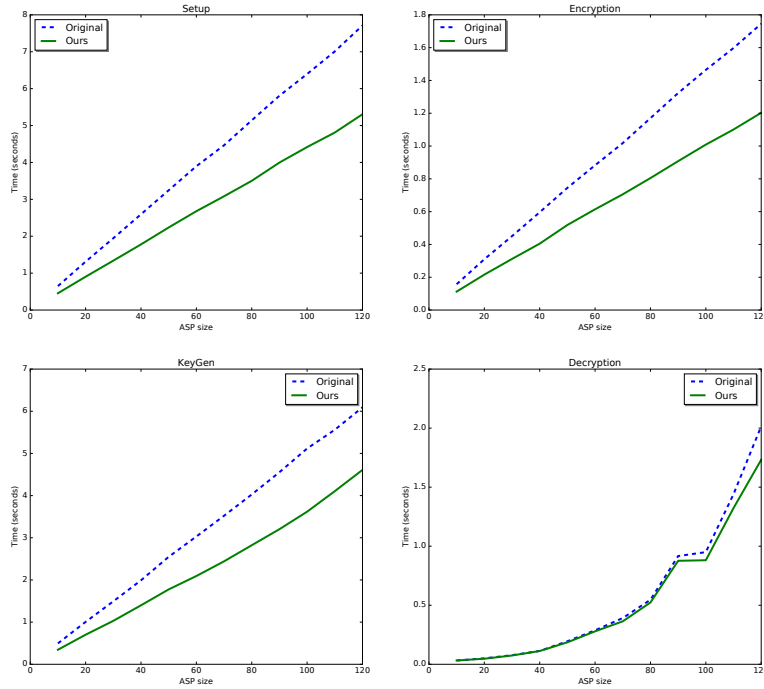 Setup
Original
Ours
8
7
6
5
4
3
2
1
0
Time (seconds)
0 20 40 60 80 100 120
ASP size
Encryption
Original
Ours
1.8
1.6
1.4
1.2
1.0
0.8
0.6
0.4
0.2
0.0
Time (seconds)
0 20 40 60 80 100 120
ASP size
KeyGen
Original
Ours
7
6
5
4
3
2
1
0
Time (seconds)
0 20 40 60 80 100 120
ASP size
Decryption
Original
Ours
2.5
2.0
1.5
1.0
0.5
0.0
Time (seconds)
0 20 40 60 80 100 120
ASP size